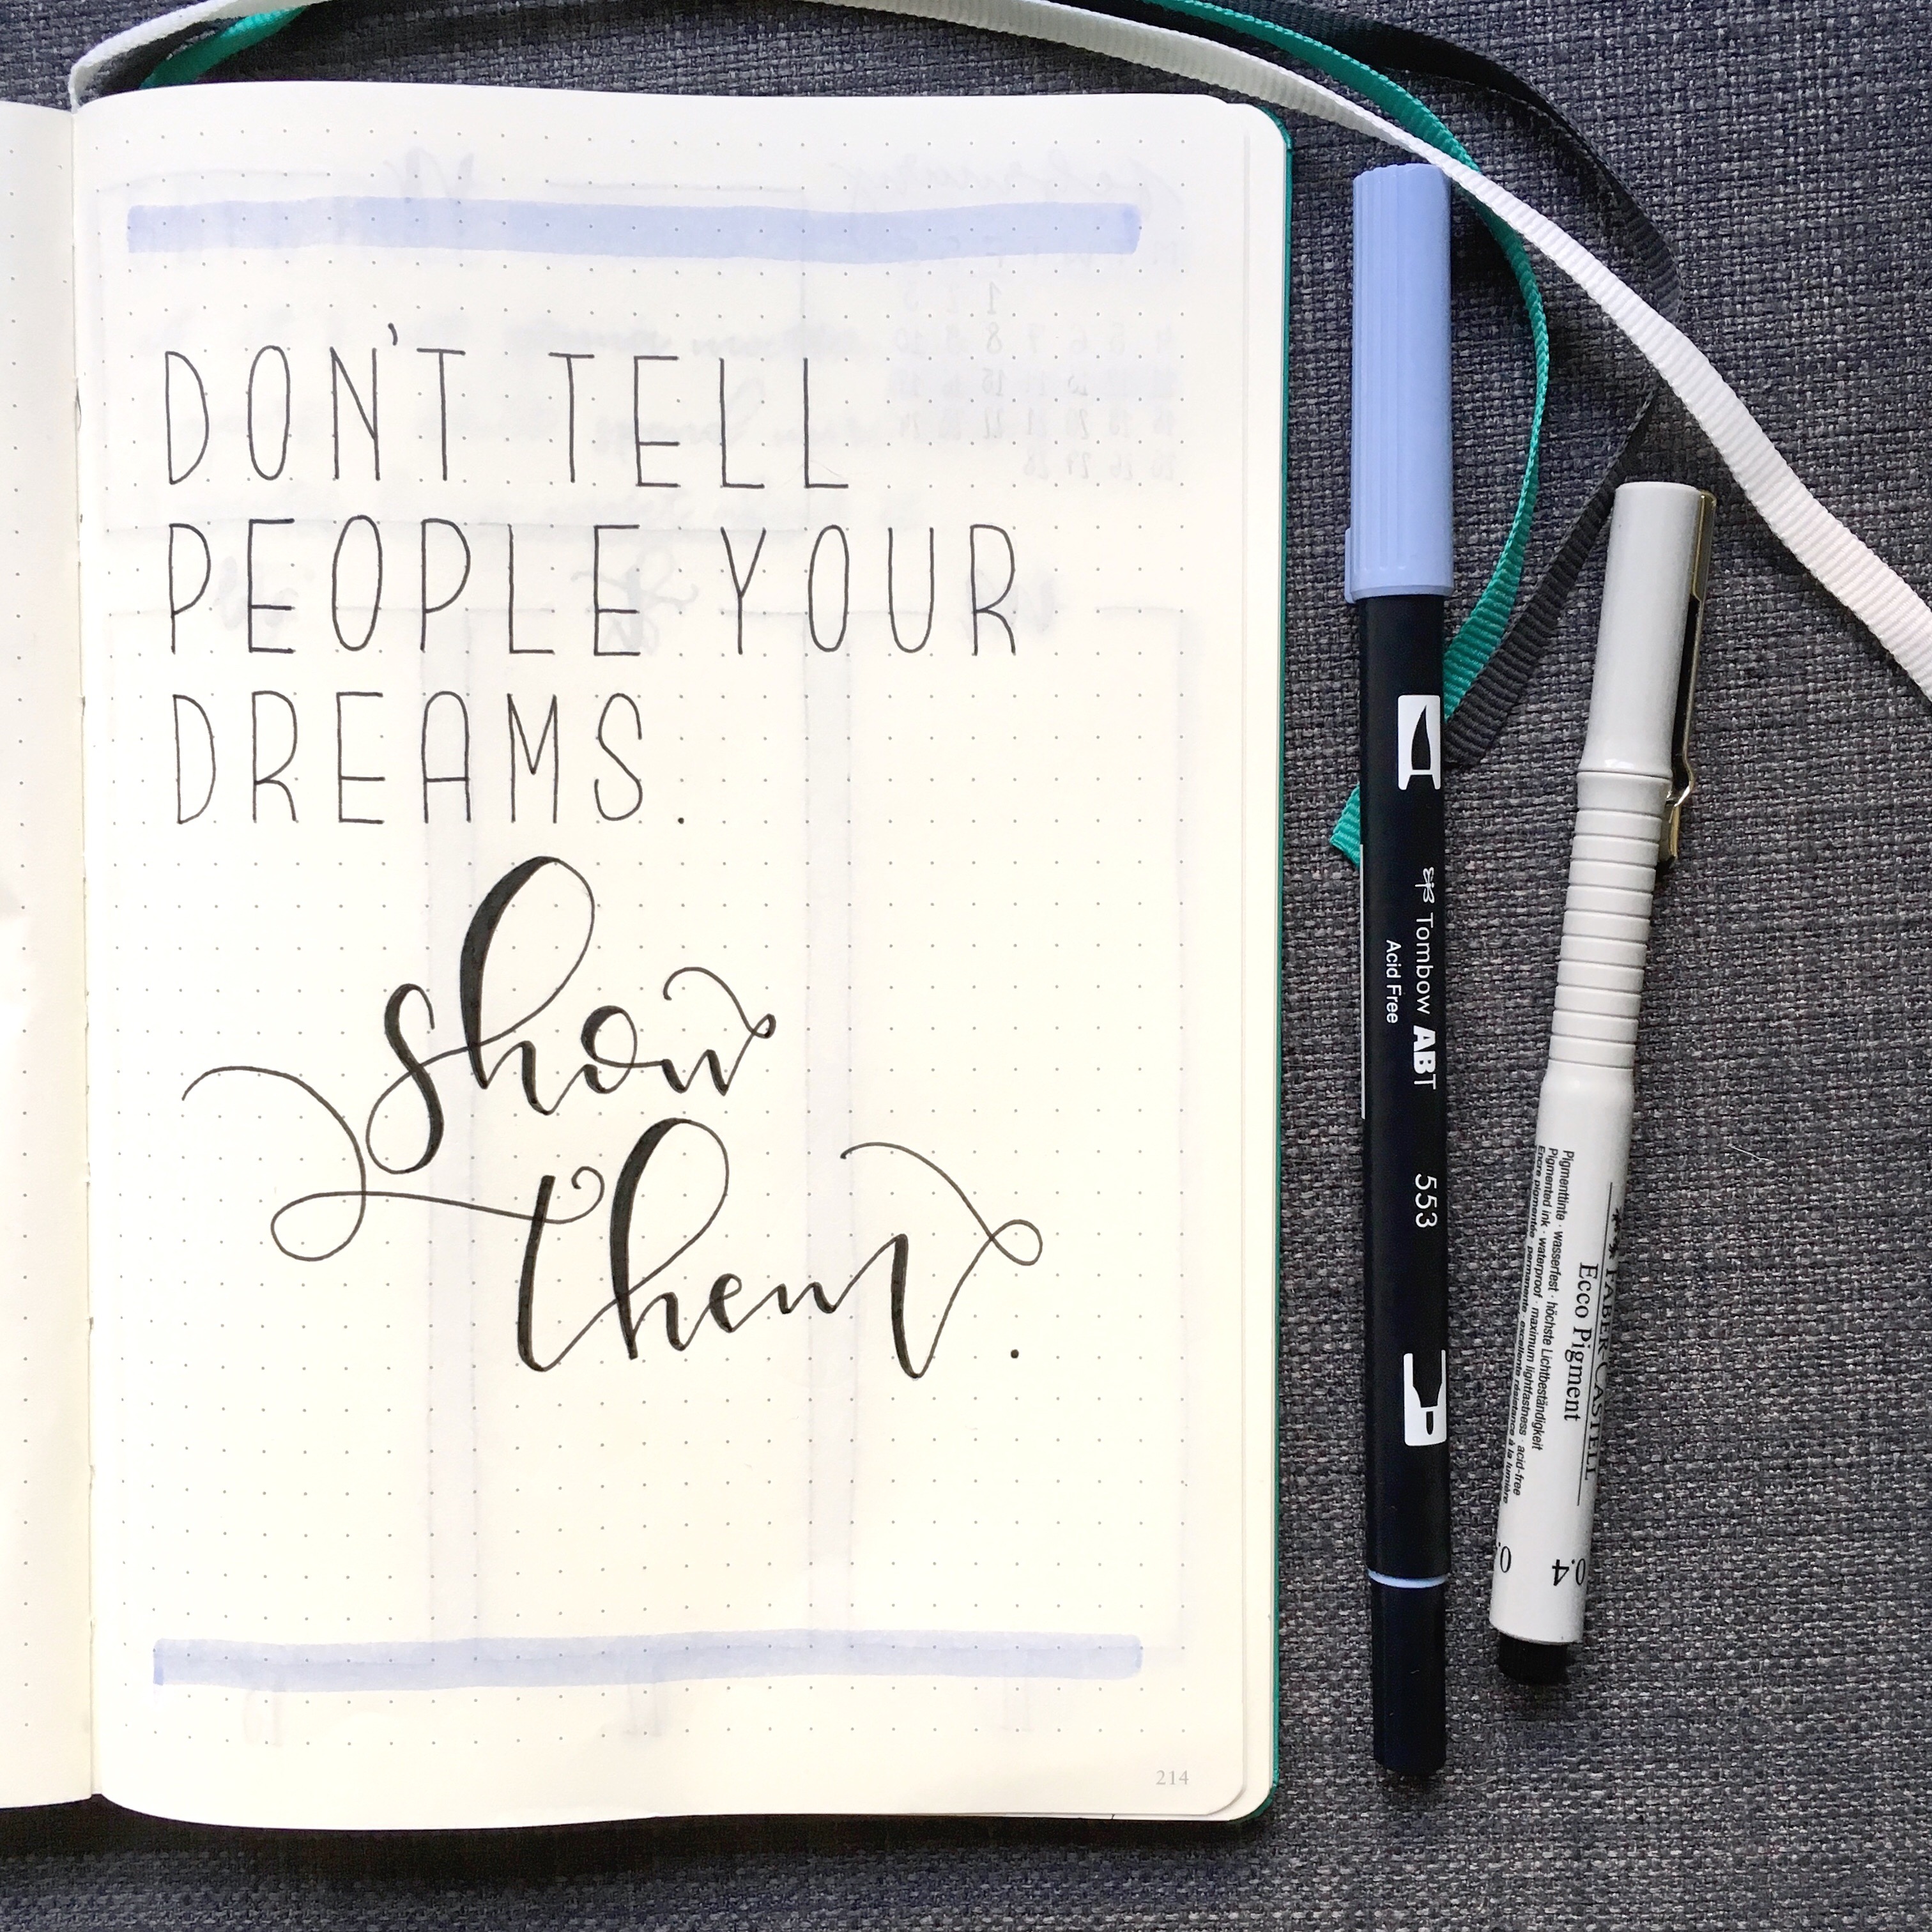 DON'T TELL
PEOPLE YOUR
DREAMS.
show
them.
214
Tombow ABT 553
Acid Free
FABER-CASTELL
Ecco Pigment
Pigmenttinte · wasserfest · höchste Lichtbeständigkeit
Pigmented ink · waterproof · maximum lightfastness · acid-free
Encre pigmentée · permanente · excellente résistance à la lumière
0.4